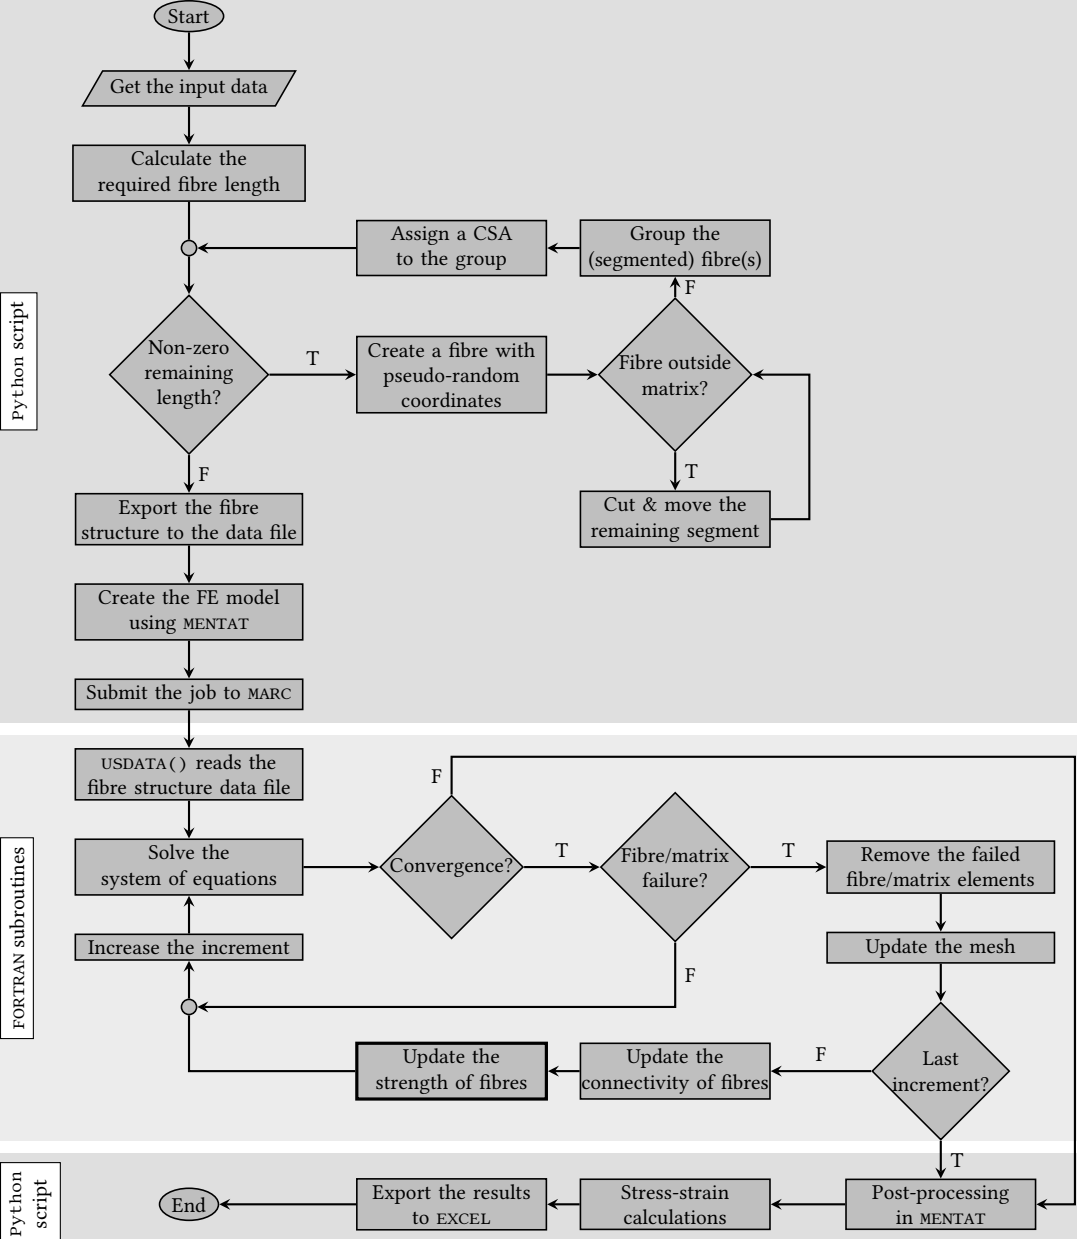 Start
Get the input data
Calculate the
required fibre length
Assign a CSA
to the group
Group the
(segmented) fibre(s)
F
Python script
Non-zero
remaining
length?
T
Create a fibre with
pseudo-random
coordinates
Fibre outside
matrix?
F
T
Export the fibre
structure to the data file
Cut & move the
remaining segment
Create the FE model
using MENTAT
Submit the job to MARC
USDATA() reads the
fibre structure data file
F
FORTRAN subroutines
Solve the
system of equations
Convergence?
T
Fibre/matrix
failure?
T
Remove the failed
fibre/matrix elements
Increase the increment
Update the mesh
F
Update the
strength of fibres
Update the
connectivity of fibres
F
Last
increment?
T
Python
script
End
Export the results
to EXCEL
Stress-strain
calculations
Post-processing
in MENTAT